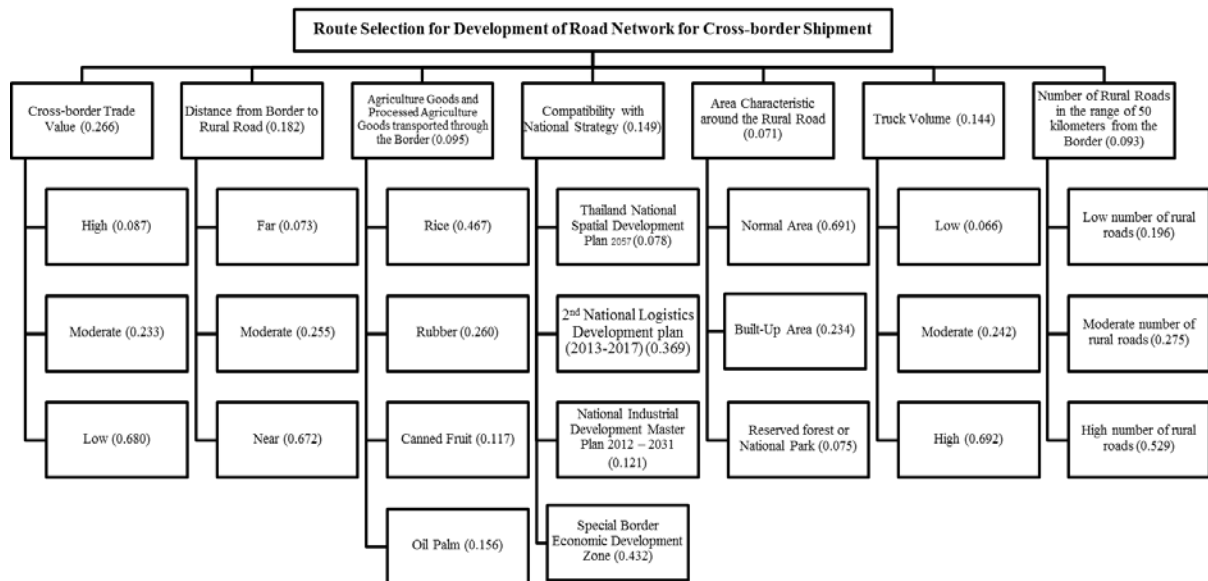 Route Selection for Development of Road Network for Cross-border Shipment
Cross-border Trade
Value (0.266)
High (0.087)
Moderate (0.233)
Low (0.680)
Distance from Border to
Rural Road (0.182)
Far (0.073)
Moderate (0.255)
Near (0.672)
Agriculture Goods and
Processed Agriculture
Goods transported through
the Border (0.095)
Rice (0.467)
Rubber (0.260)
Canned Fruit (0.117)
Oil Palm (0.156)
Compatibility with
National Strategy (0.149)
Thailand National
Spatial Development
Plan 2057 (0.078)
2nd National Logistics
Development plan
(2013-2017) (0.369)
National Industrial
Development Master
Plan 2012 – 2031
(0.121)
Special Border
Economic Development
Zone (0.432)
Area Characteristic
around the Rural Road
(0.071)
Normal Area (0.691)
Built-Up Area (0.234)
Reserved forest or
National Park (0.075)
Truck Volume (0.144)
Low (0.066)
Moderate (0.242)
High (0.692)
Number of Rural Roads
in the range of 50
kilometers from the
Border (0.093)
Low number of rural
roads (0.196)
Moderate number of
rural roads (0.275)
High number of rural
roads (0.529)